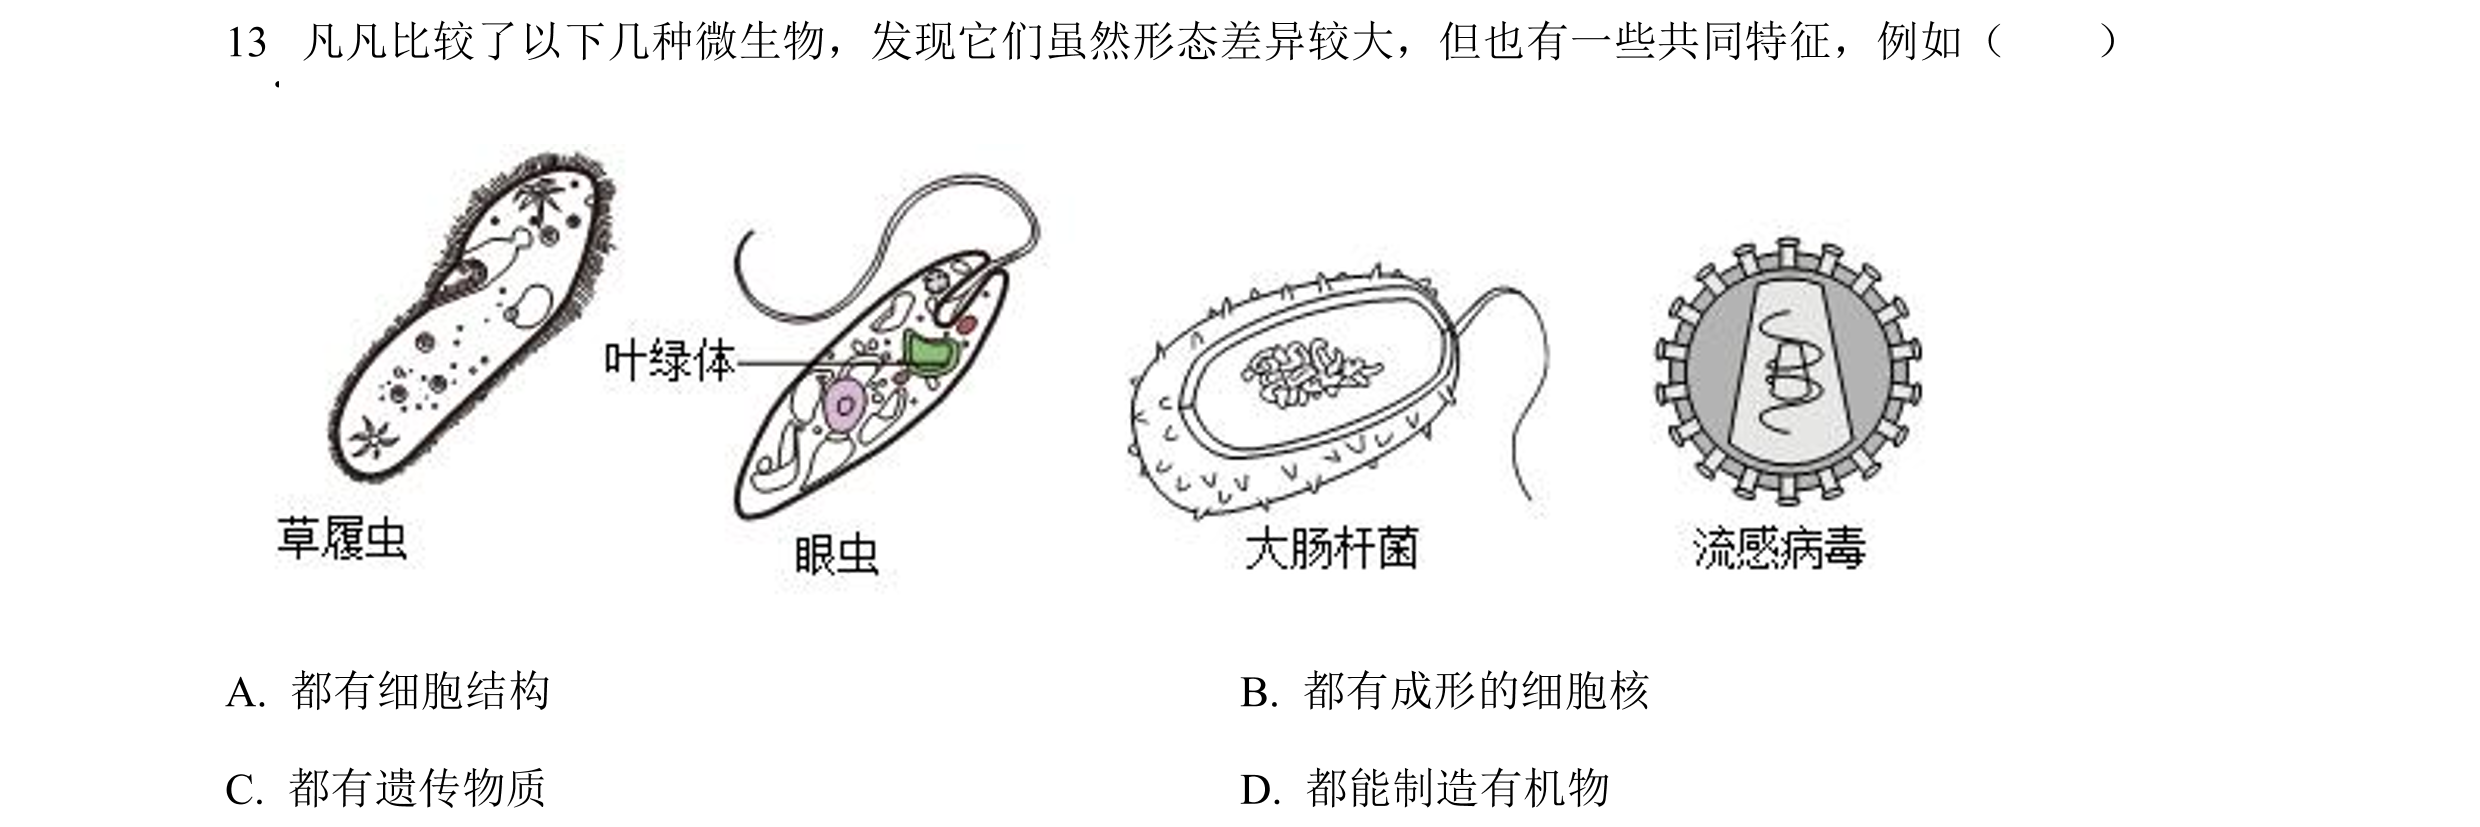 13 凡凡比较了以下几种微生物，发现它们虽然形态差异较大，但也有一些共同特征，例如（　　）
.
叶绿体
草履虫
眼虫
大肠杆菌
流感病毒
A. 都有细胞结构
B. 都有成形的细胞核
C. 都有遗传物质
D. 都能制造有机物